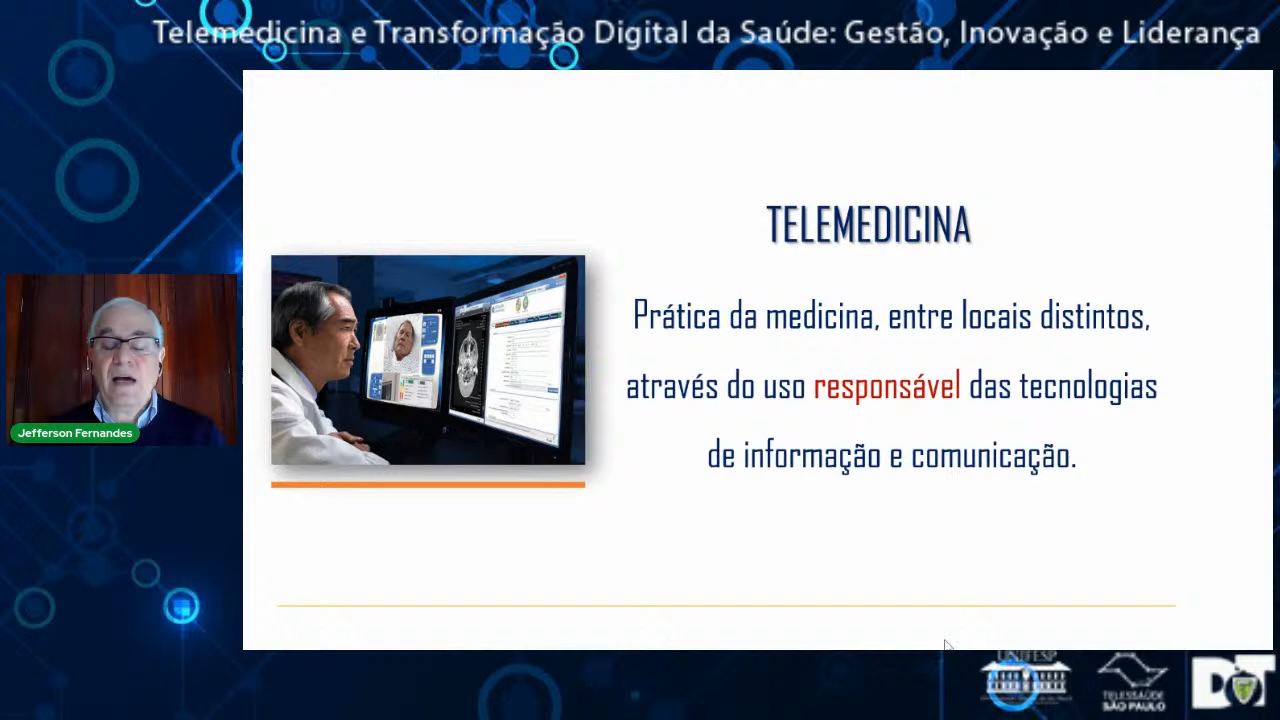 Telemedicina e Transformação Digital da Saúde: Gestão, Inovação e Liderança
TELEMEDICINA
Prática da medicina, entre locais distintos,
através do uso responsável das tecnologias
de informação e comunicação.
Jefferson Fernandes
UNIFESP
TELESSAÚDE
SÃO PAULO
DOT